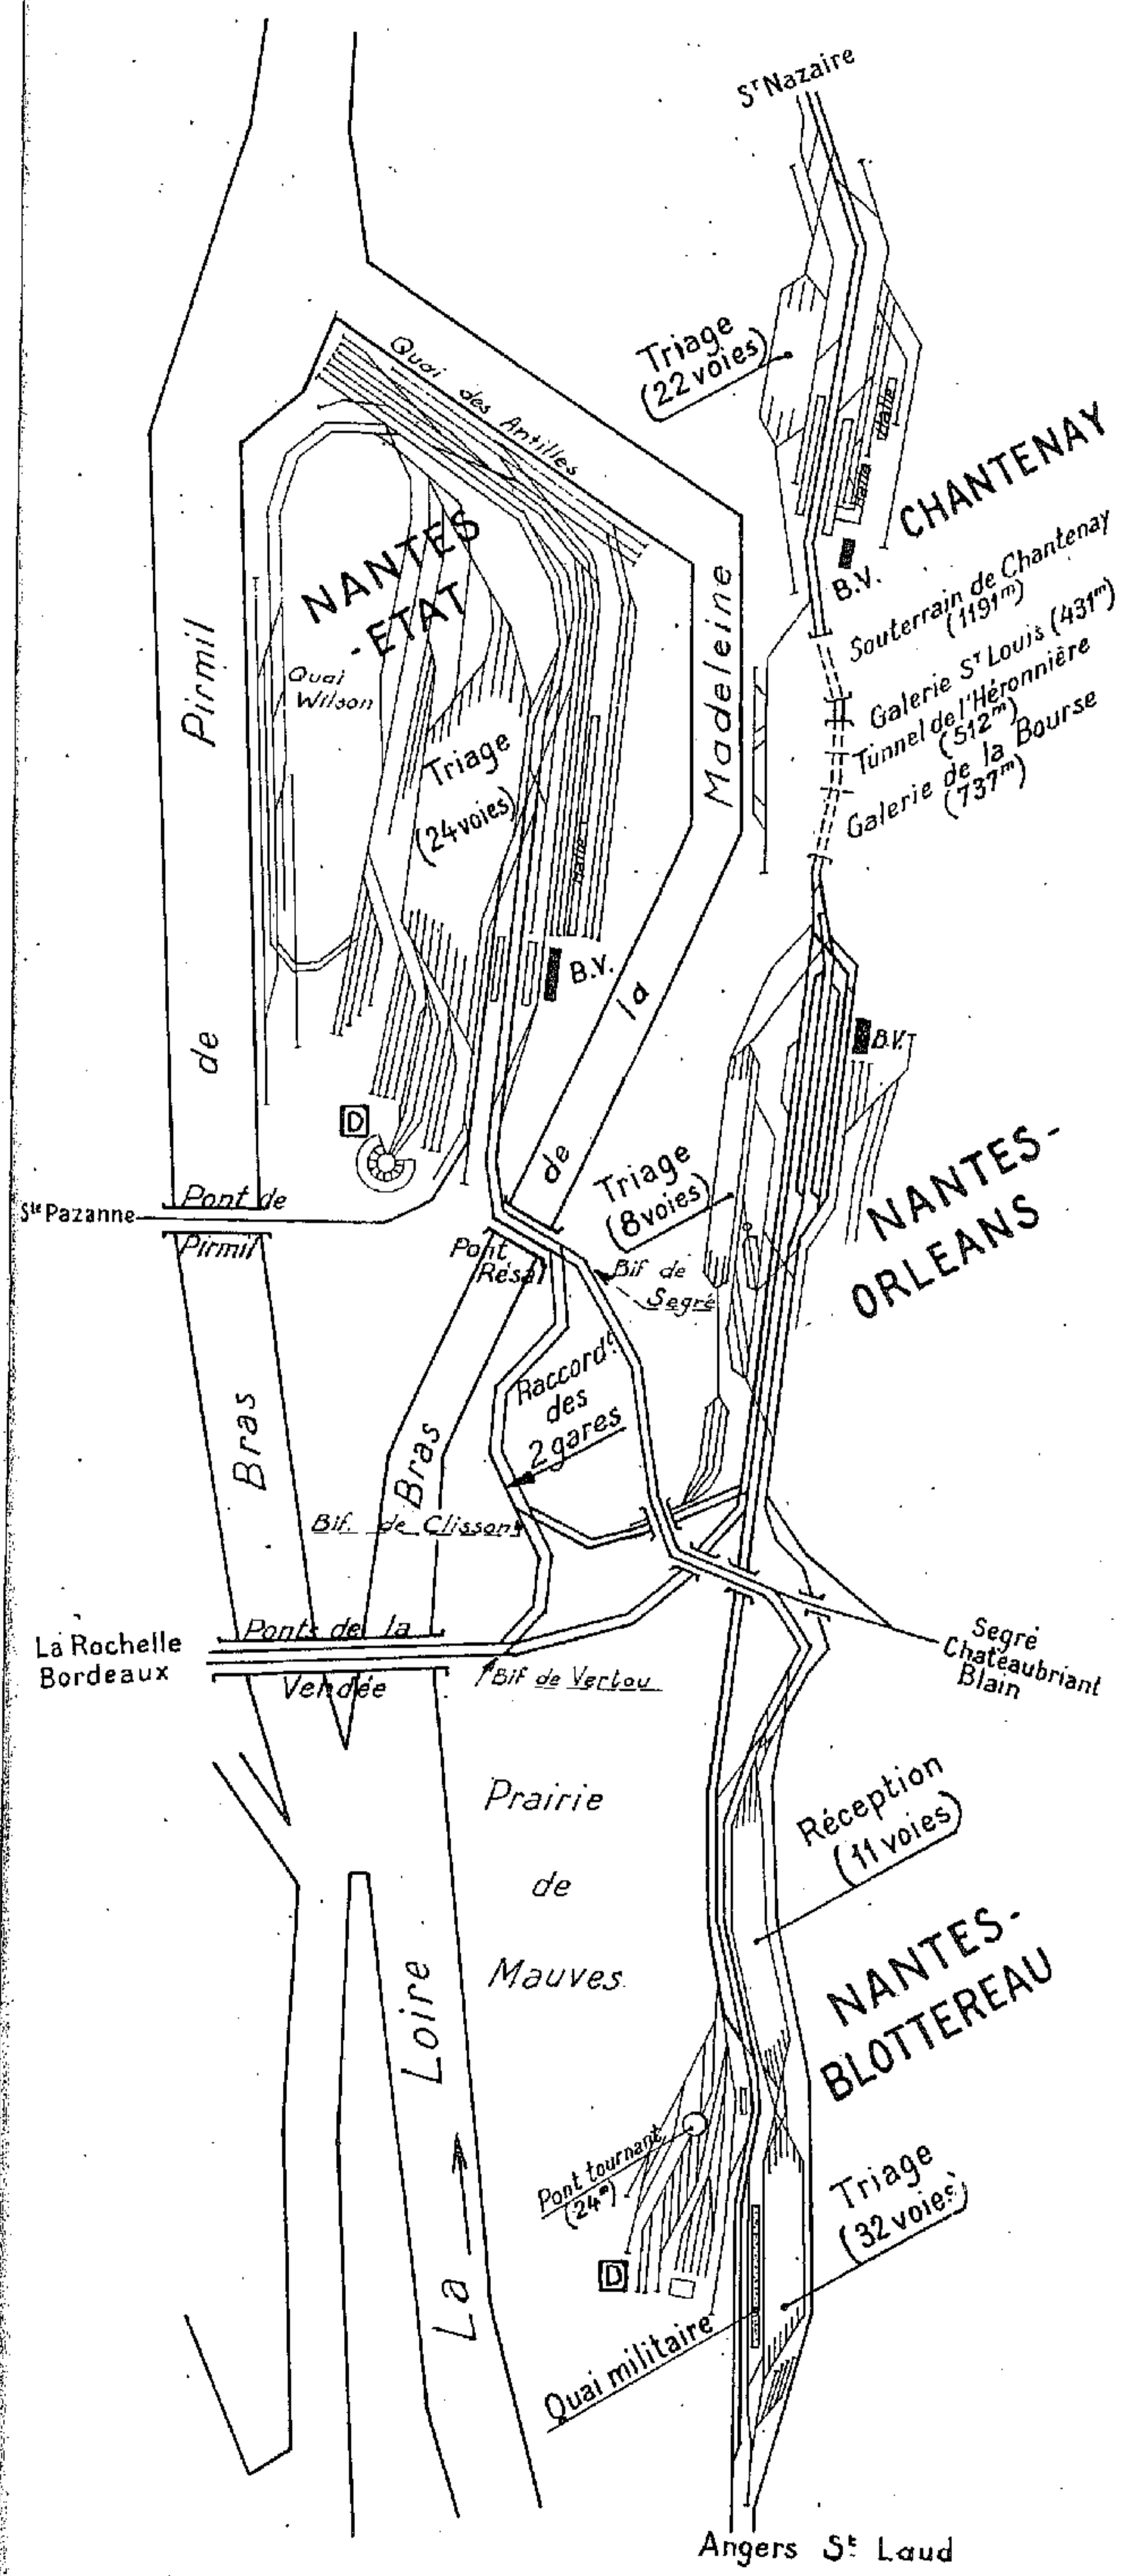 Sᵗ Nazaire
Triage
(22 voies)
Quai des Antilles
Halle
Halle
CHANTENAY
B.V.
Souterrain de Chantenay
(1191ᵐ)
Galerie Sᵗ Louis (431ᵐ)
Tunnel de l'Héronnière
(512ᵐ)
Galerie de la Bourse
(737ᵐ)
NANTES
-ETAT
Quai
Wilson
Triage
(24 voies)
Halle
B.V.
Bras de Pirmil
Bras de la Madeleine
D
B.V.
Triage
(8 voies)
NANTES-
ORLEANS
Sᵗᵉ Pazanne
Pont de
Pirmil
Pont
Résal
Bif de
Segré
Raccordᵗ
des
2 gares
Bif. de Clisson
La Rochelle
Bordeaux
Ponts de la
Vendée
Bif de Vertou
Segré
Chateaubriant
Blain
Prairie
de
Mauves
Réception
(11 voies)
NANTES-
BLOTTEREAU
La Loire
Pont tournant
(24ᵐ)
Triage
(32 voies)
D
Quai militaire
Angers Sᵗ Laud